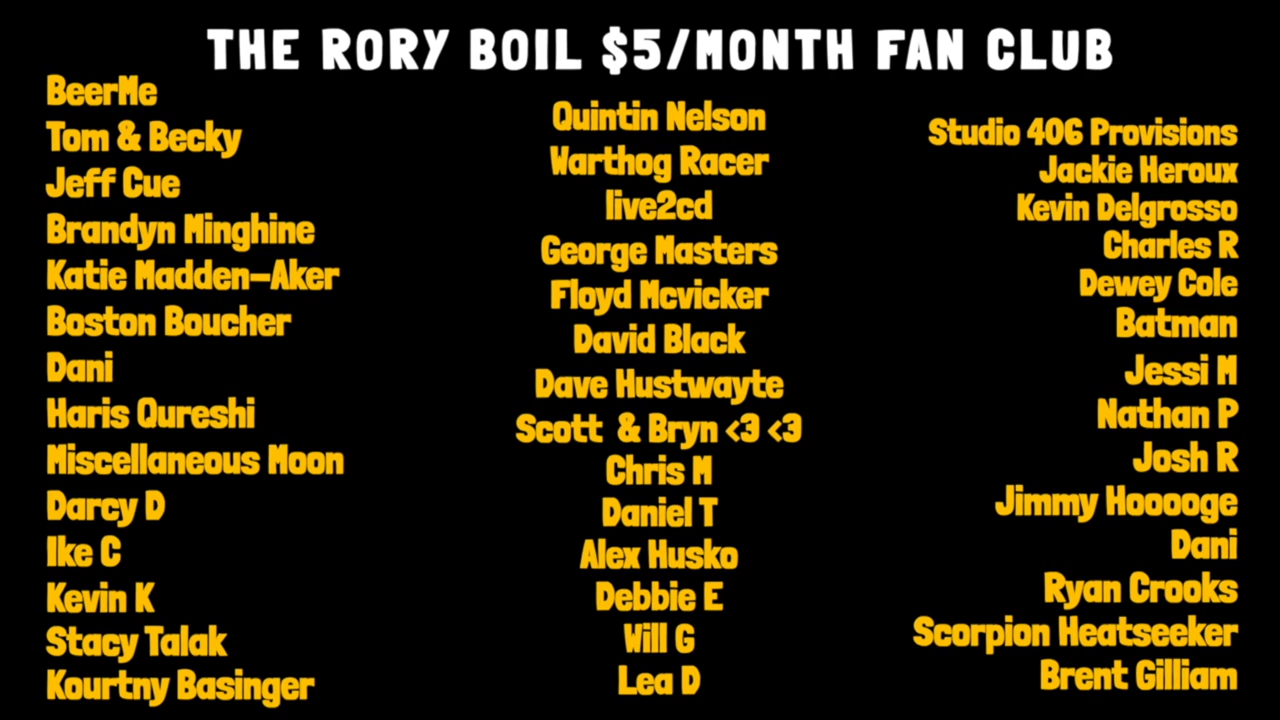 THE RORY BOIL $5/MONTH FAN CLUB
BeerMe
Tom & Becky
Jeff Cue
Brandyn Minghine
Katie Madden-Aker
Boston Boucher
Dani
Haris Qureshi
Miscellaneous Moon
Darcy D
Ike C
Kevin K
Stacy Talak
Kourtny Basinger
Quintin Nelson
Warthog Racer
live2cd
George Masters
Floyd Mcvicker
David Black
Dave Hustwayte
Scott & Bryn <3 <3
Chris M
Daniel T
Alex Husko
Debbie E
Will G
Lea D
Studio 406 Provisions
Jackie Heroux
Kevin Delgrosso
Charles R
Dewey Cole
Batman
Jessi M
Nathan P
Josh R
Jimmy Hooooge
Dani
Ryan Crooks
Scorpion Heatseeker
Brent Gilliam